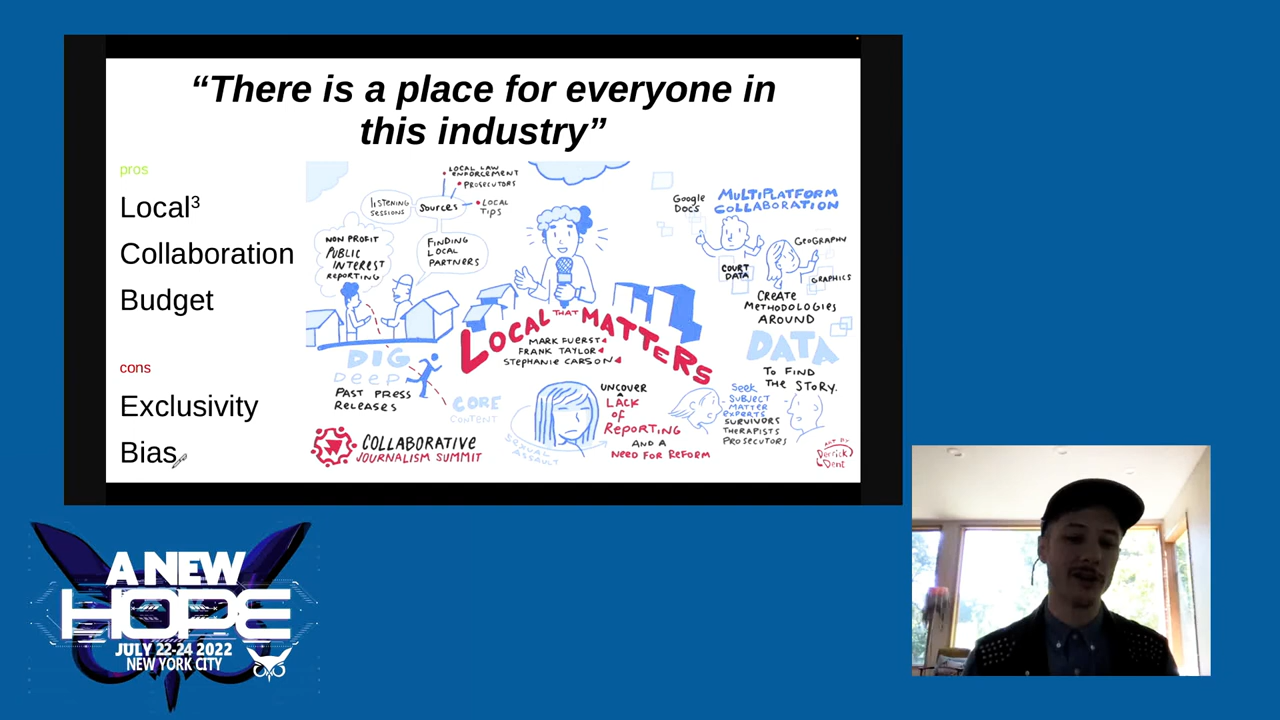 “There is a place for everyone in
this industry”
pros
Local³
Collaboration
Budget
cons
Exclusivity
Bias
LOCAL LAW
ENFORCEMENT
PROSECUTORS
LOCAL
TIPS
LISTENING
SESSIONS
SOURCES
NON PROFIT
PUBLIC
INTEREST
REPORTING
FINDING
LOCAL
PARTNERS
Google
Docs
MULTIPLATFORM
COLLABORATION
GEOGRAPHY
COURT
DATA
GRAPHICS
CREATE
METHODOLOGIES
AROUND
DATA
TO FIND
THE STORY.
LOCAL THAT MATTERS
MARK FUERST
FRANK TAYLOR
STEPHANIE CARSON
DIG
DEEP
PAST PRESS
RELEASES
CORE
CONTENT
SEXUAL
ASSAULT
UNCOVER
LACK
OF
REPORTING
AND A
NEED FOR REFORM
SEEK
SUBJECT
MATTER
EXPERTS
SURVIVORS
THERAPISTS
PROSECUTORS
COLLABORATIVE
JOURNALISM SUMMIT
ART BY
Derrick
Dent
A NEW
HOPE
JULY 22-24 2022
NEW YORK CITY